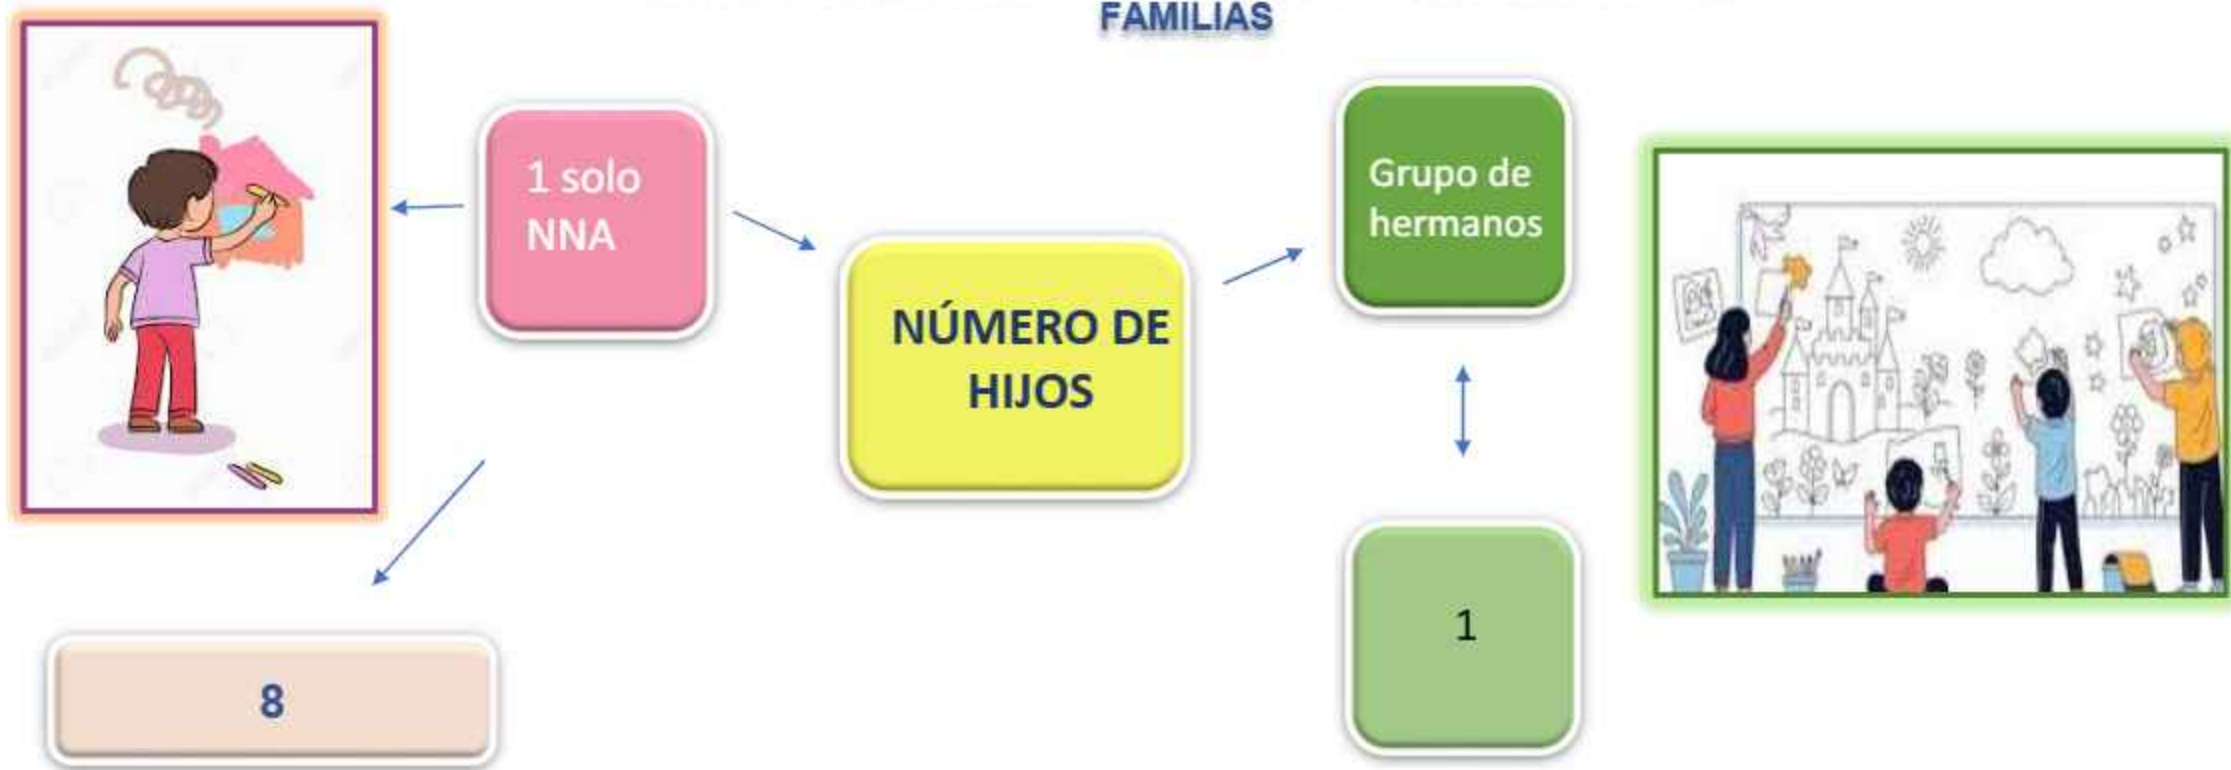 FAMILIAS
1 solo
NNA
Grupo de
hermanos
NÚMERO DE
HIJOS
1
8